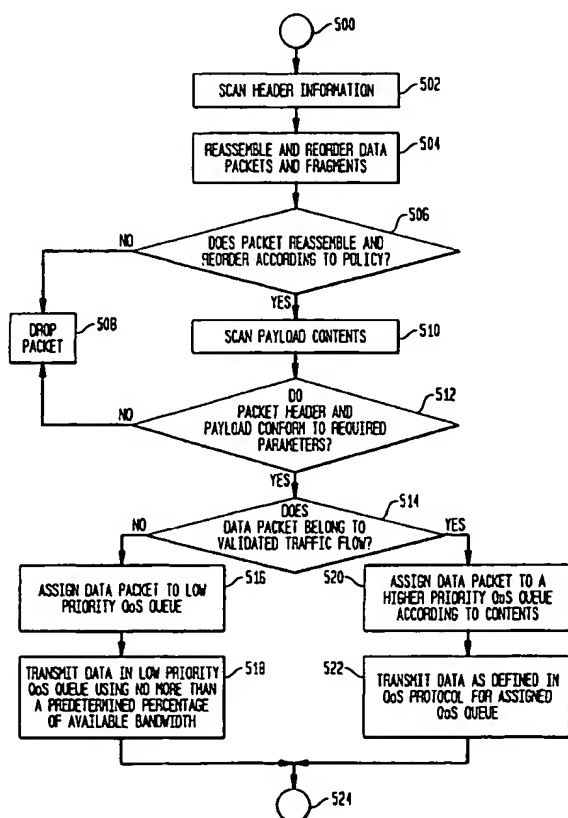 500
SCAN HEADER INFORMATION
502
REASSEMBLE AND REORDER DATA
PACKETS AND FRAGMENTS
504
506
NO
DOES PACKET REASSEMBLE AND
REORDER ACCORDING TO POLICY?
YES
DROP
PACKET
508
SCAN PAYLOAD CONTENTS
510
512
NO
DO
PACKET HEADER AND
PAYLOAD CONFORM TO REQUIRED
PARAMETERS?
YES
514
NO
DOES
DATA PACKET BELONG TO
VALIDATED TRAFFIC FLOW?
YES
ASSIGN DATA PACKET TO LOW
PRIORITY QoS QUEUE
516
520
ASSIGN DATA PACKET TO A
HIGHER PRIORITY QoS QUEUE
ACCORDING TO CONTENTS
TRANSMIT DATA IN LOW PRIORITY
QoS QUEUE USING NO MORE THAN
A PREDETERMINED PERCENTAGE
OF AVAILABLE BANDWIDTH
518
522
TRANSMIT DATA AS DEFINED IN
QoS PROTOCOL FOR ASSIGNED
QoS QUEUE
524